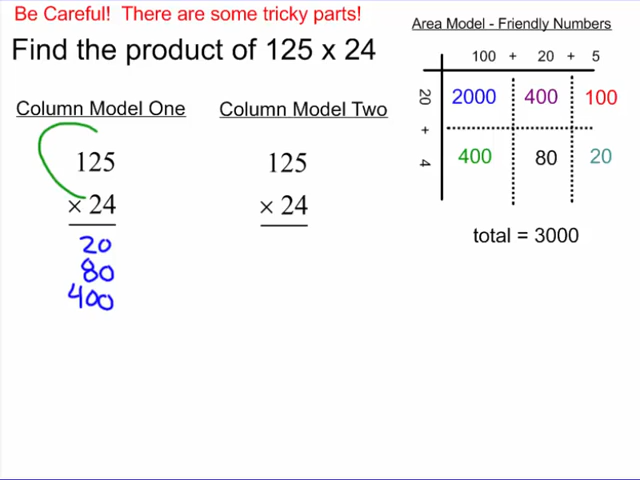 Be Careful!  There are some tricky parts!
Find the product of 125 x 24
Column Model One
125
× 24
20
80
400
Column Model Two
125
× 24
Area Model - Friendly Numbers
100 + 20 + 5
20 2000 400 100
+
4 400 80 20
total = 3000